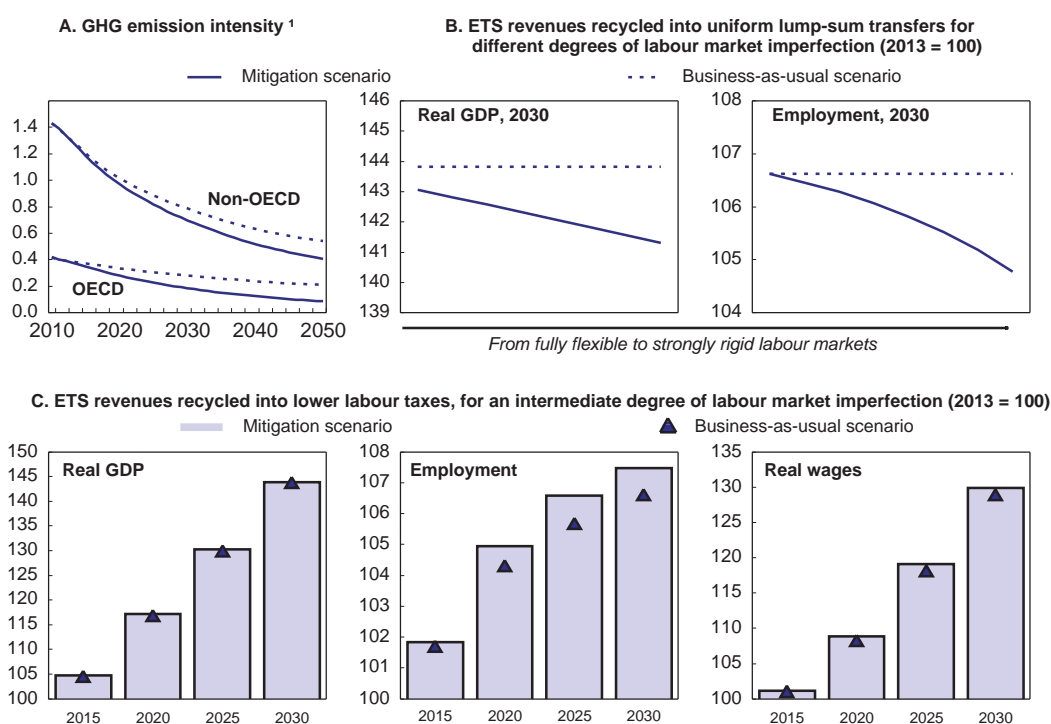 A. GHG emission intensity ¹
B. ETS revenues recycled into uniform lump-sum transfers for
different degrees of labour market imperfection (2013 = 100)
Mitigation scenario
Business-as-usual scenario
1.4
1.2
1.0
0.8
0.6
0.4
0.2
0.0
Non-OECD
OECD
2010 2020 2030 2040 2050
146
145
144
143
142
141
140
139
Real GDP, 2030
108
107
106
105
104
Employment, 2030
From fully flexible to strongly rigid labour markets
C. ETS revenues recycled into lower labour taxes, for an intermediate degree of labour market imperfection (2013 = 100)
Mitigation scenario
Business-as-usual scenario
150
145
140
135
130
125
120
115
110
105
100
Real GDP
2015 2020 2025 2030
108
107
106
105
104
103
102
101
100
Employment
2015 2020 2025 2030
135
130
125
120
115
110
105
100
Real wages
2015 2020 2025 2030